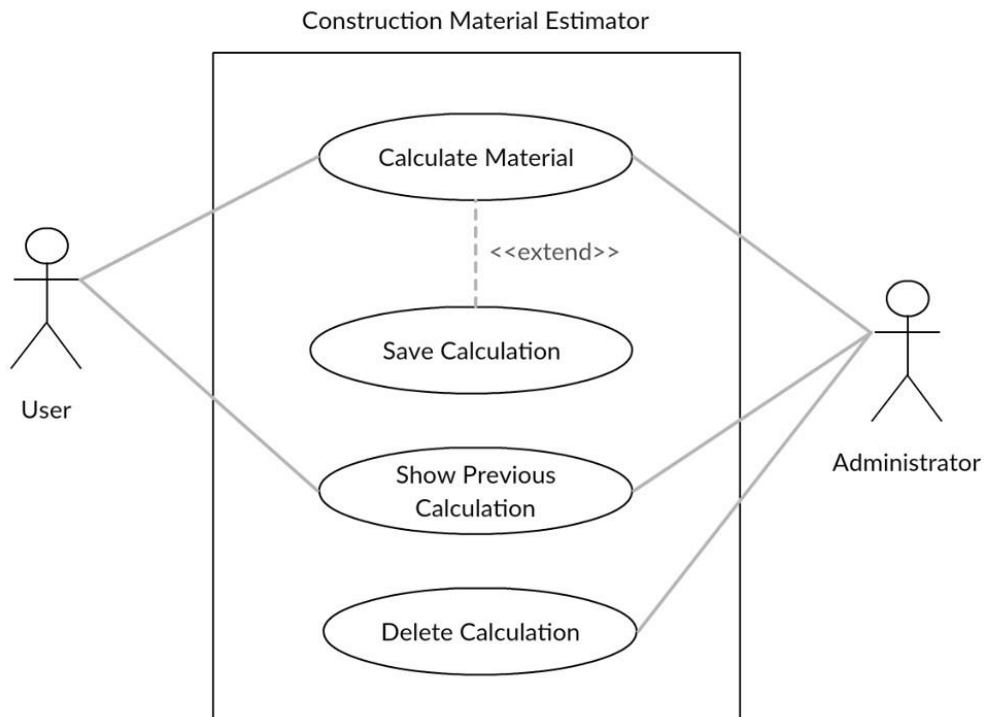 Construction Material Estimator
Calculate Material
<<extend>>
Save Calculation
User
Show Previous
Calculation
Administrator
Delete Calculation